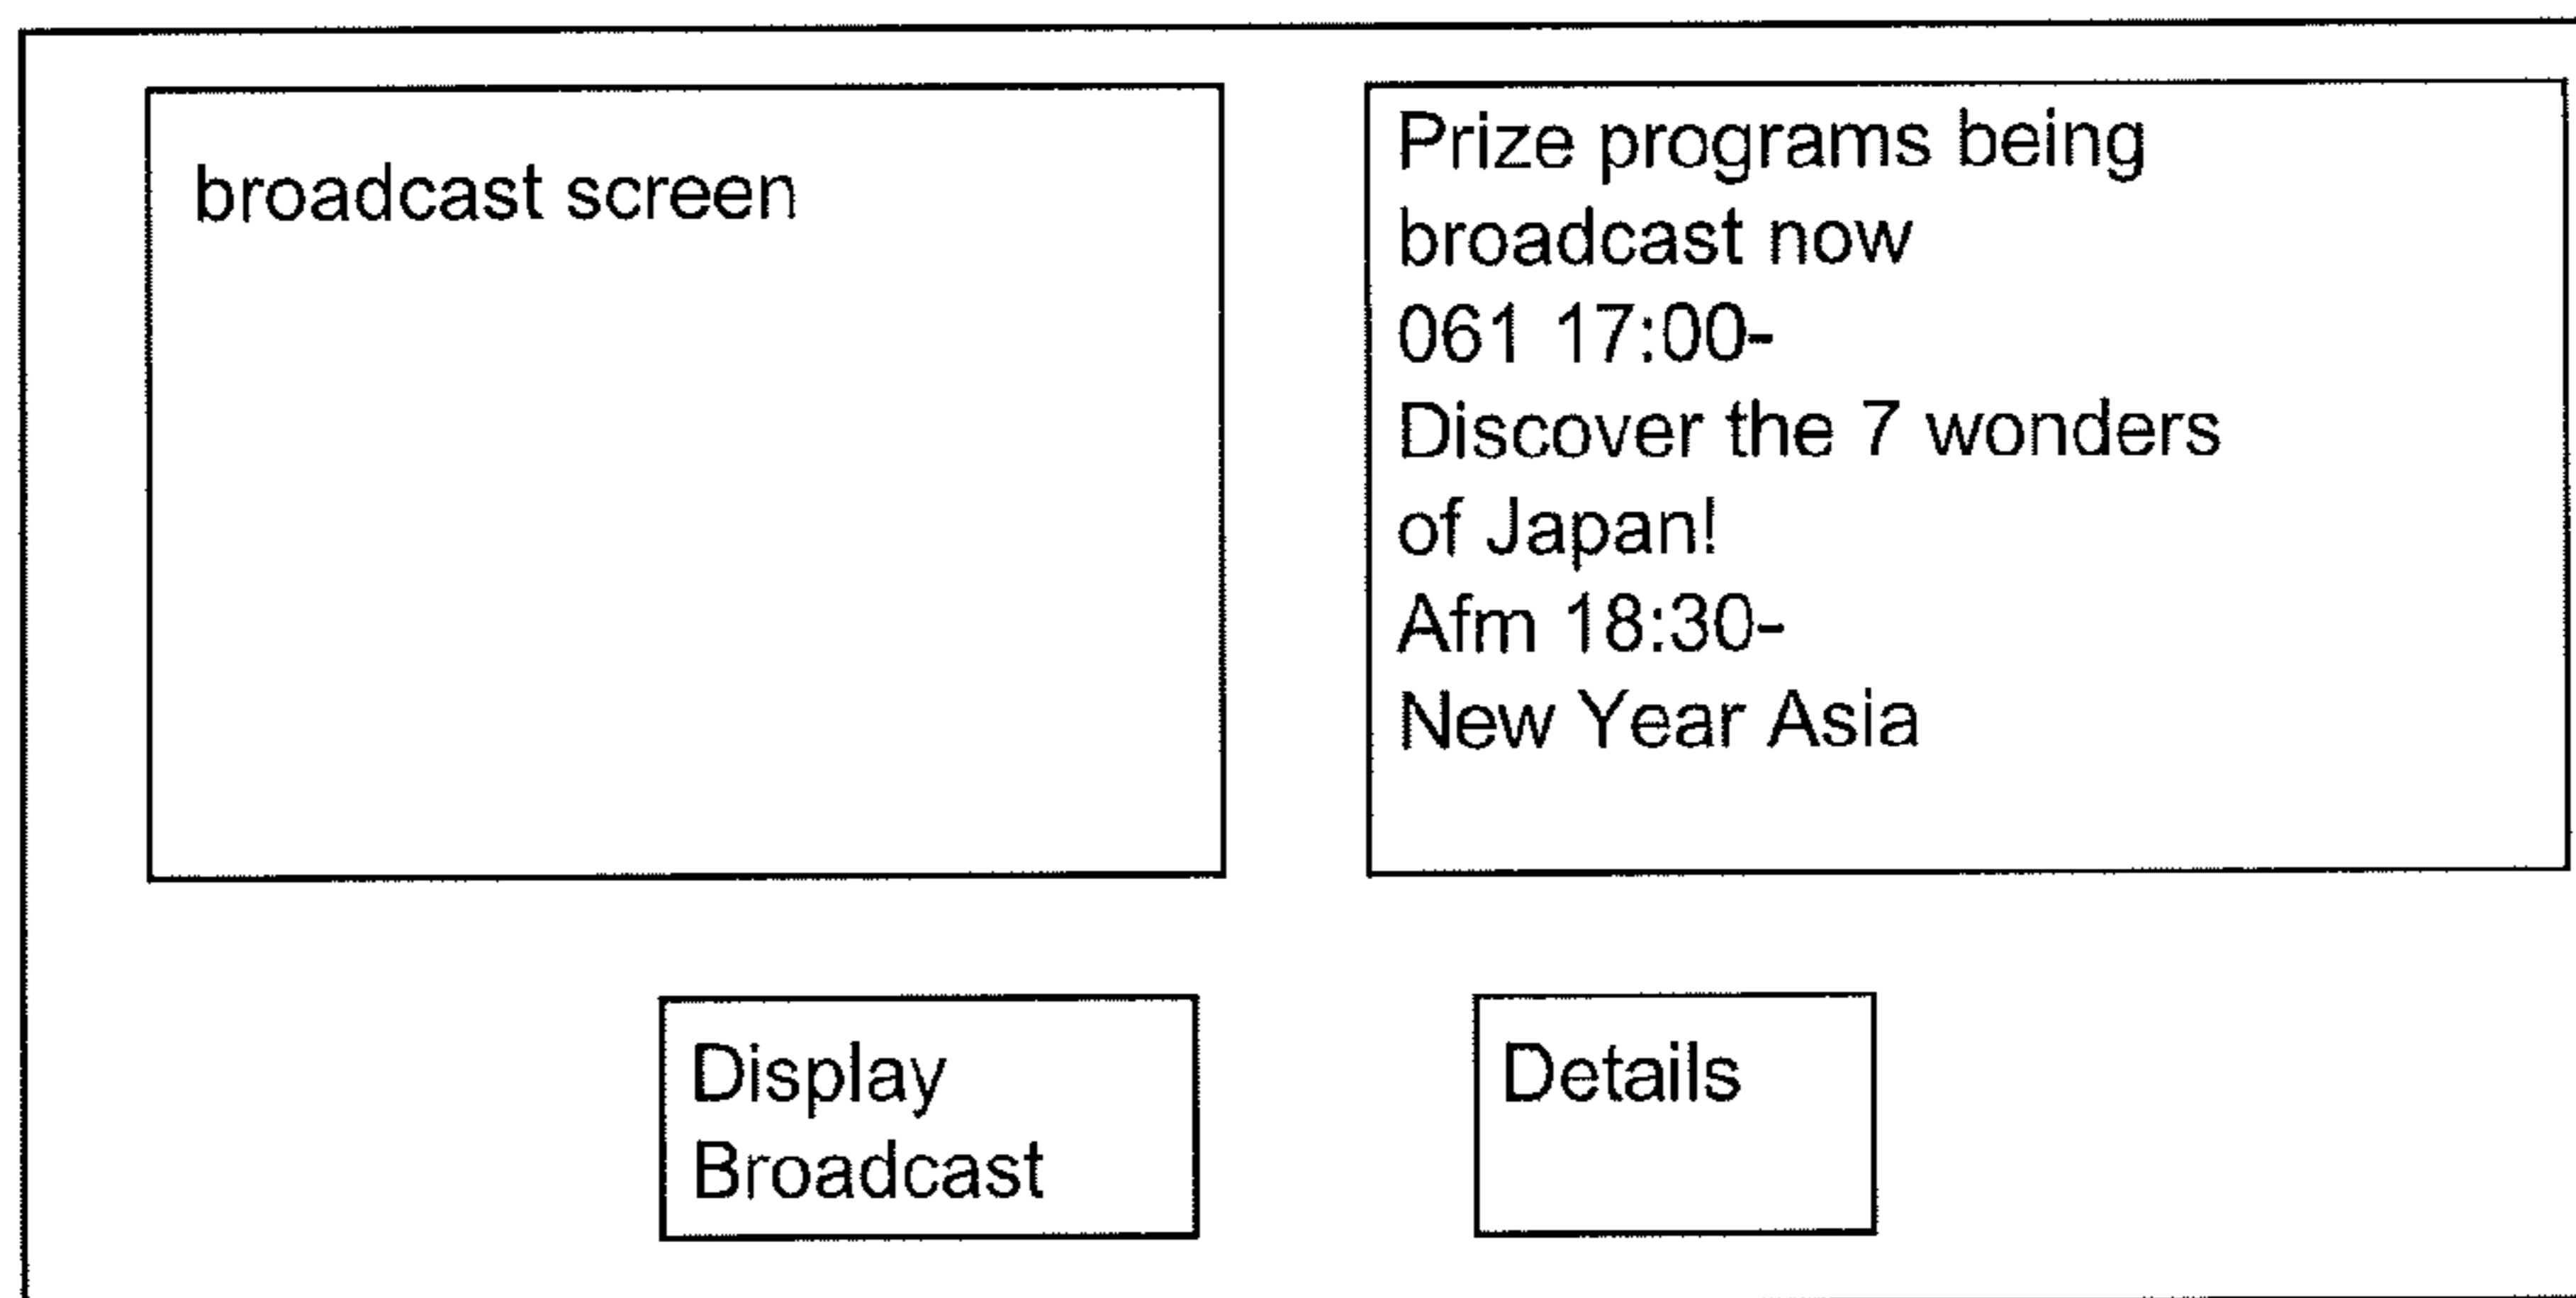 broadcast screen
Prize programs being
broadcast now
061 17:00-
Discover the 7 wonders
of Japan!
Afm 18:30-
New Year Asia
Display
Broadcast
Details